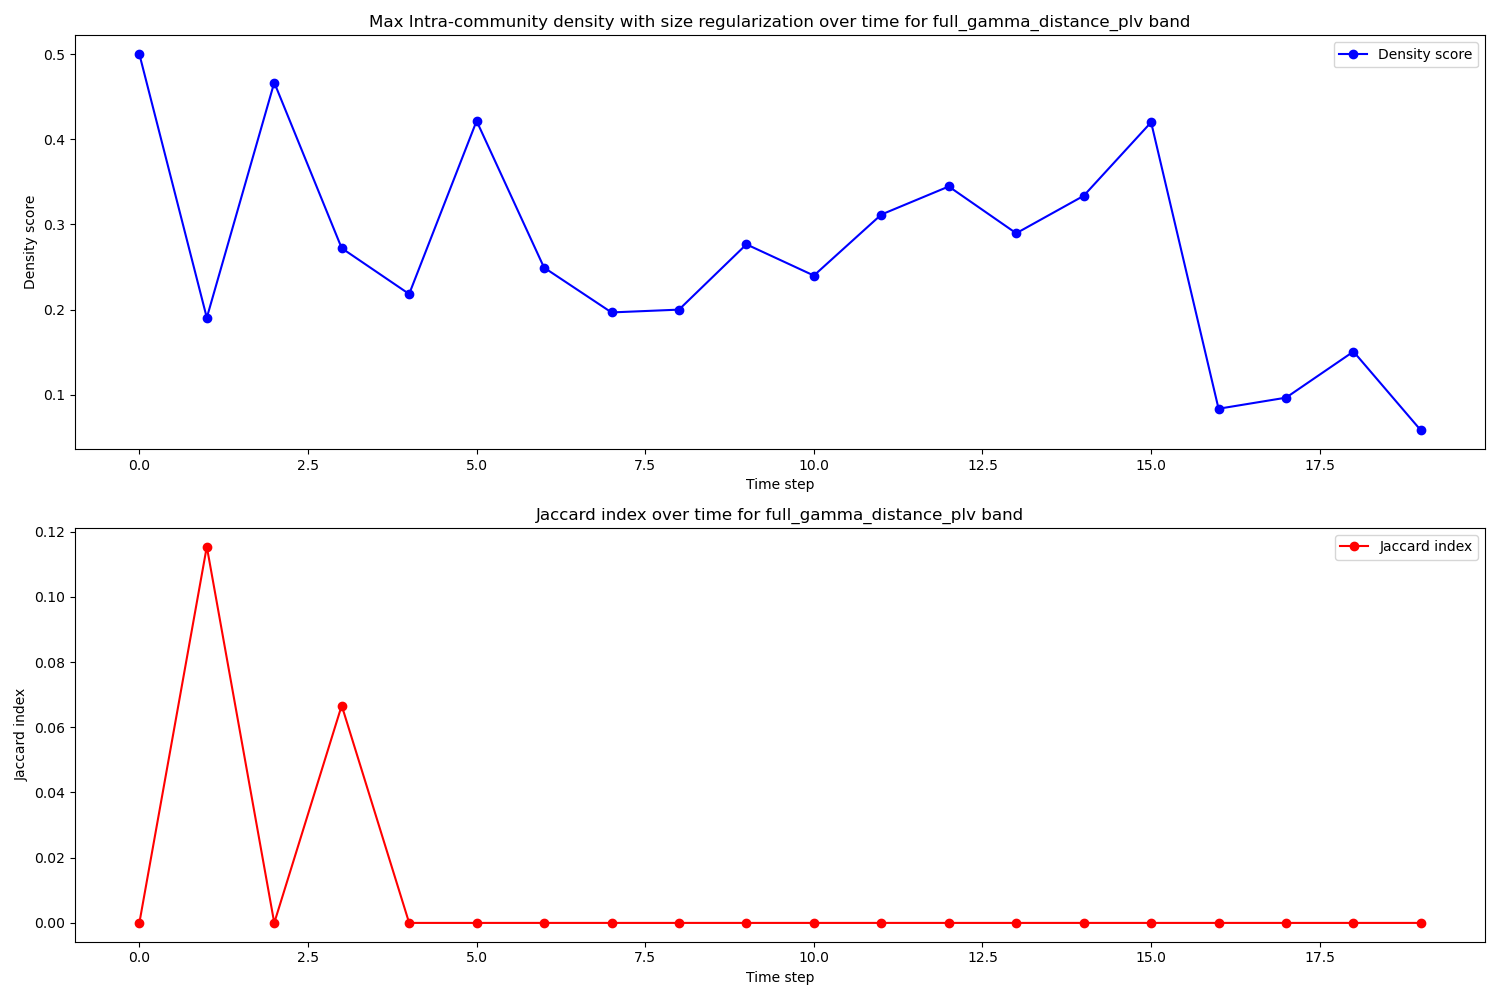 Max Intra-community density with size regularization over time for full_gamma_distance_plv band
Density score
0.5
0.4
0.3
0.2
0.1
Density score
0.0 2.5 5.0 7.5 10.0 12.5 15.0 17.5
Time step
Jaccard index over time for full_gamma_distance_plv band
Jaccard index
0.12
0.10
0.08
0.06
0.04
0.02
0.00
Jaccard index
0.0 2.5 5.0 7.5 10.0 12.5 15.0 17.5
Time step